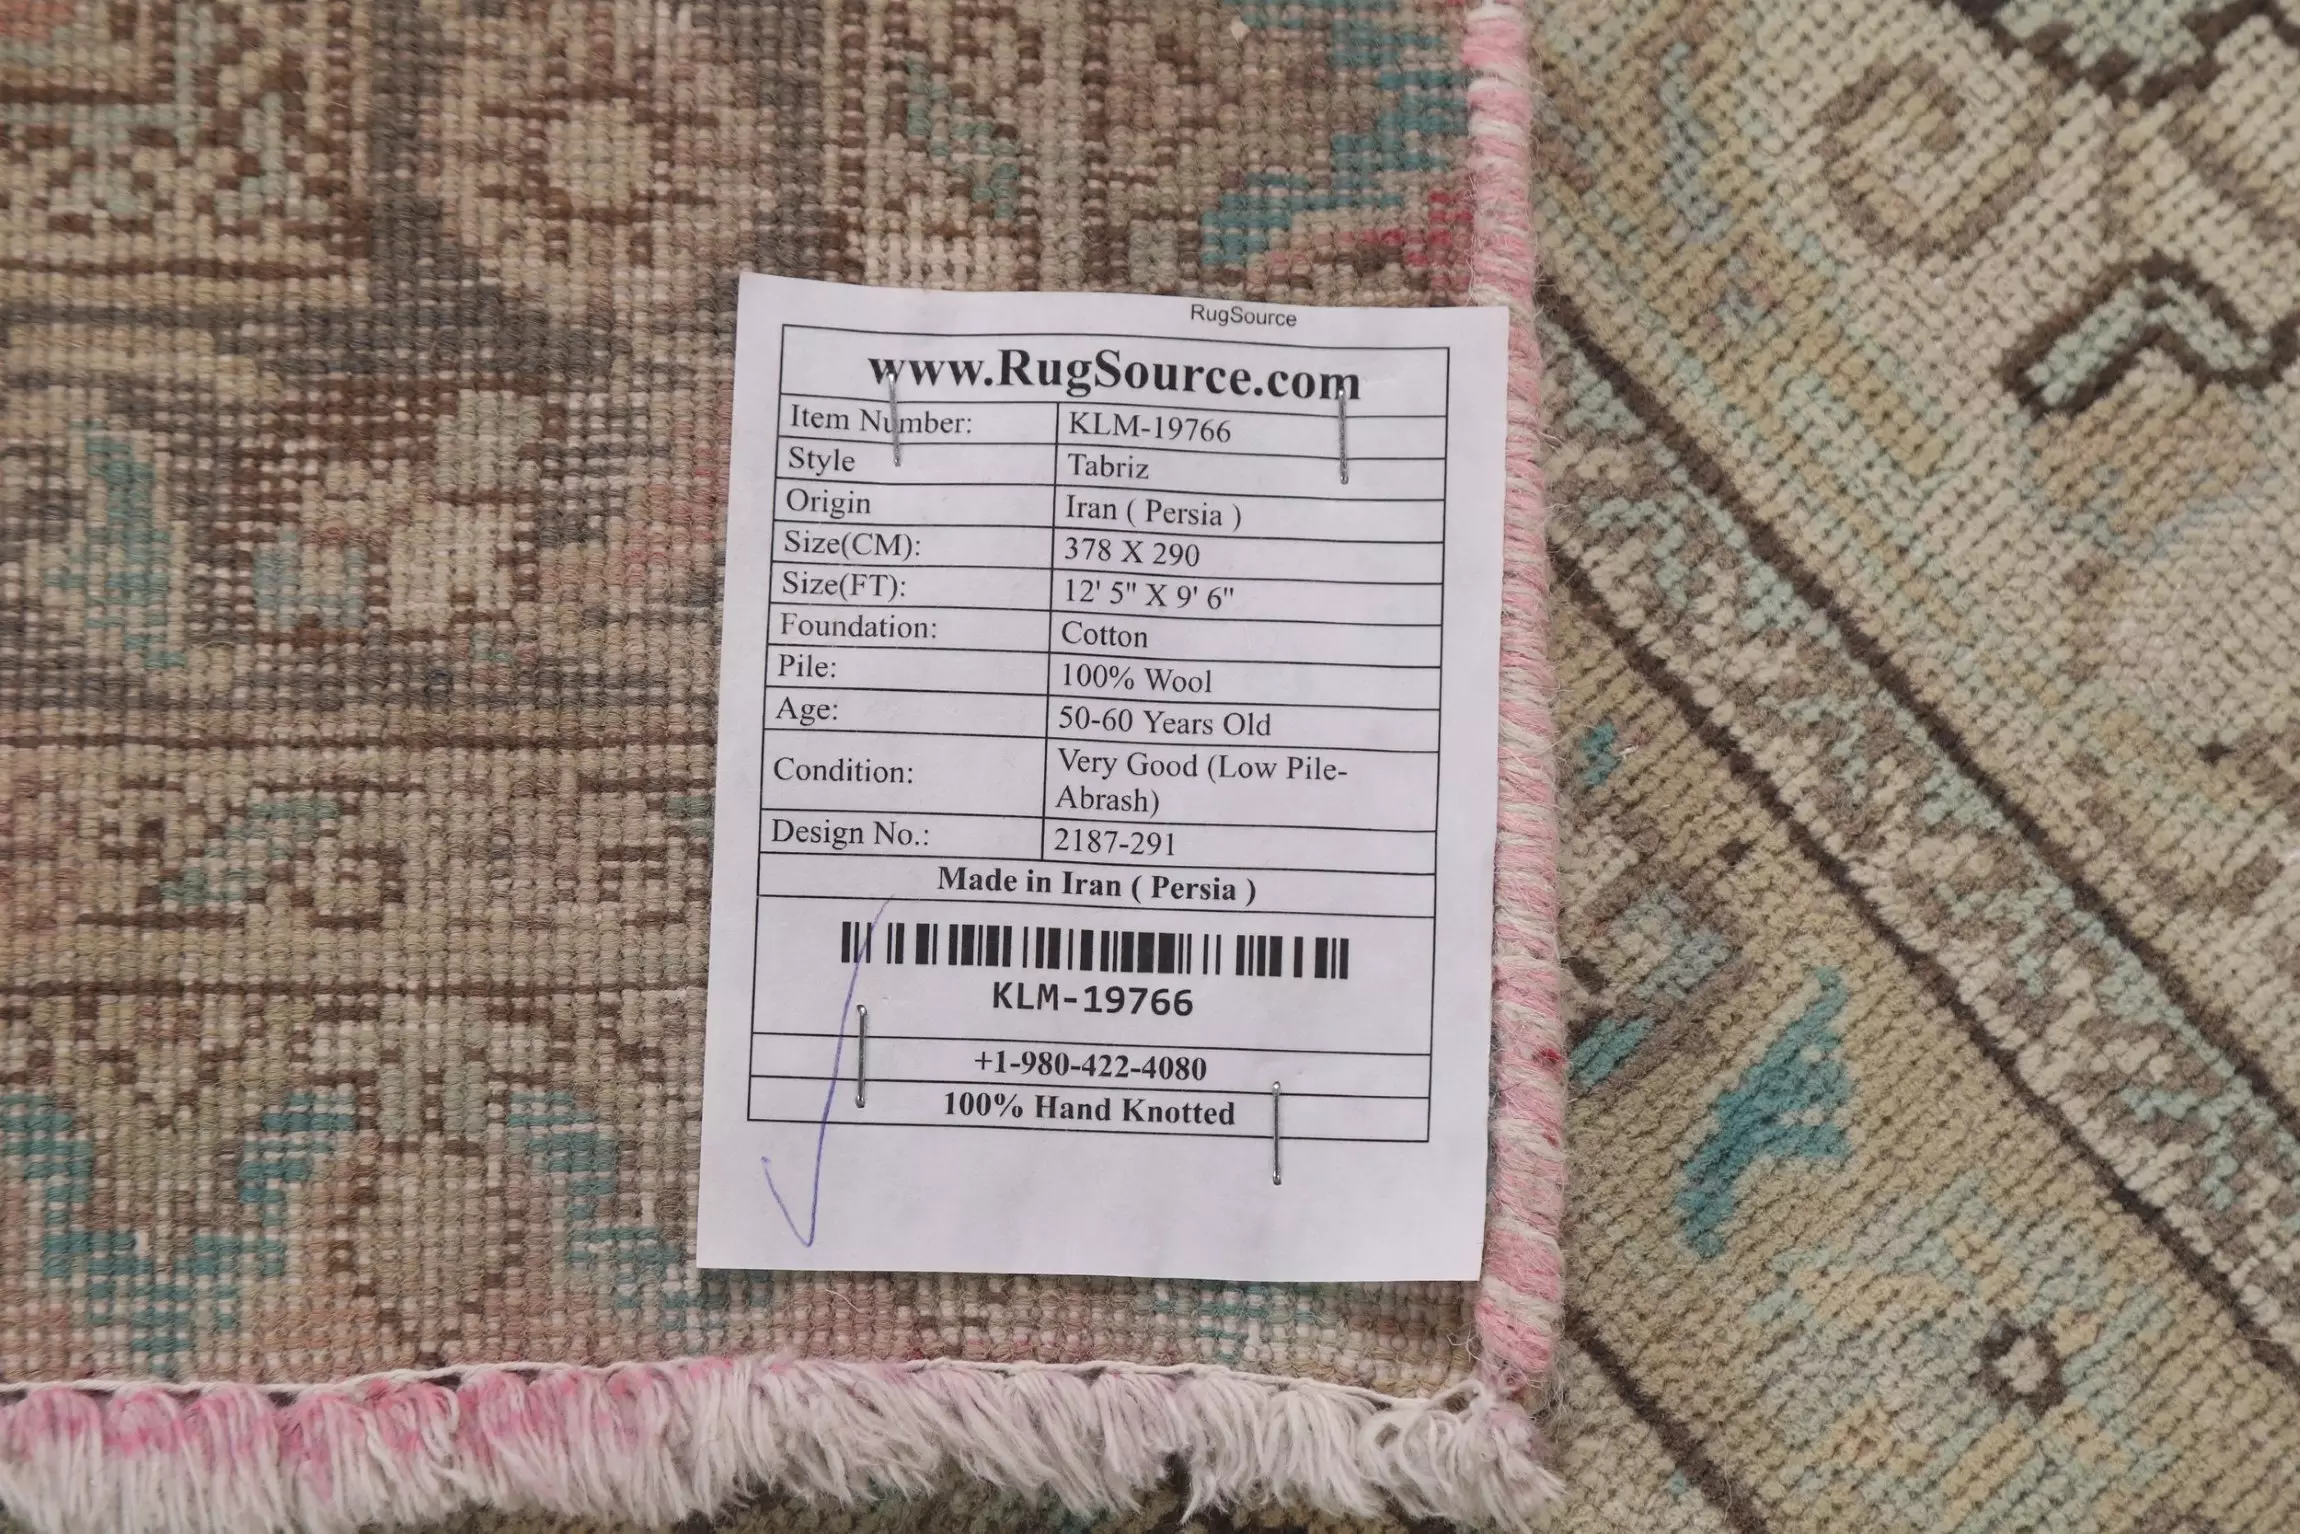 RugSource
www.RugSource.com
Item Number: KLM-19766
Style Tabriz
Origin Iran ( Persia )
Size(CM): 378 X 290
Size(FT): 12' 5" X 9' 6"
Foundation: Cotton
Pile: 100% Wool
Age: 50-60 Years Old
Condition: Very Good (Low Pile-
Abrash)
Design No.: 2187-291
Made in Iran ( Persia )
KLM-19766
+1-980-422-4080
100% Hand Knotted